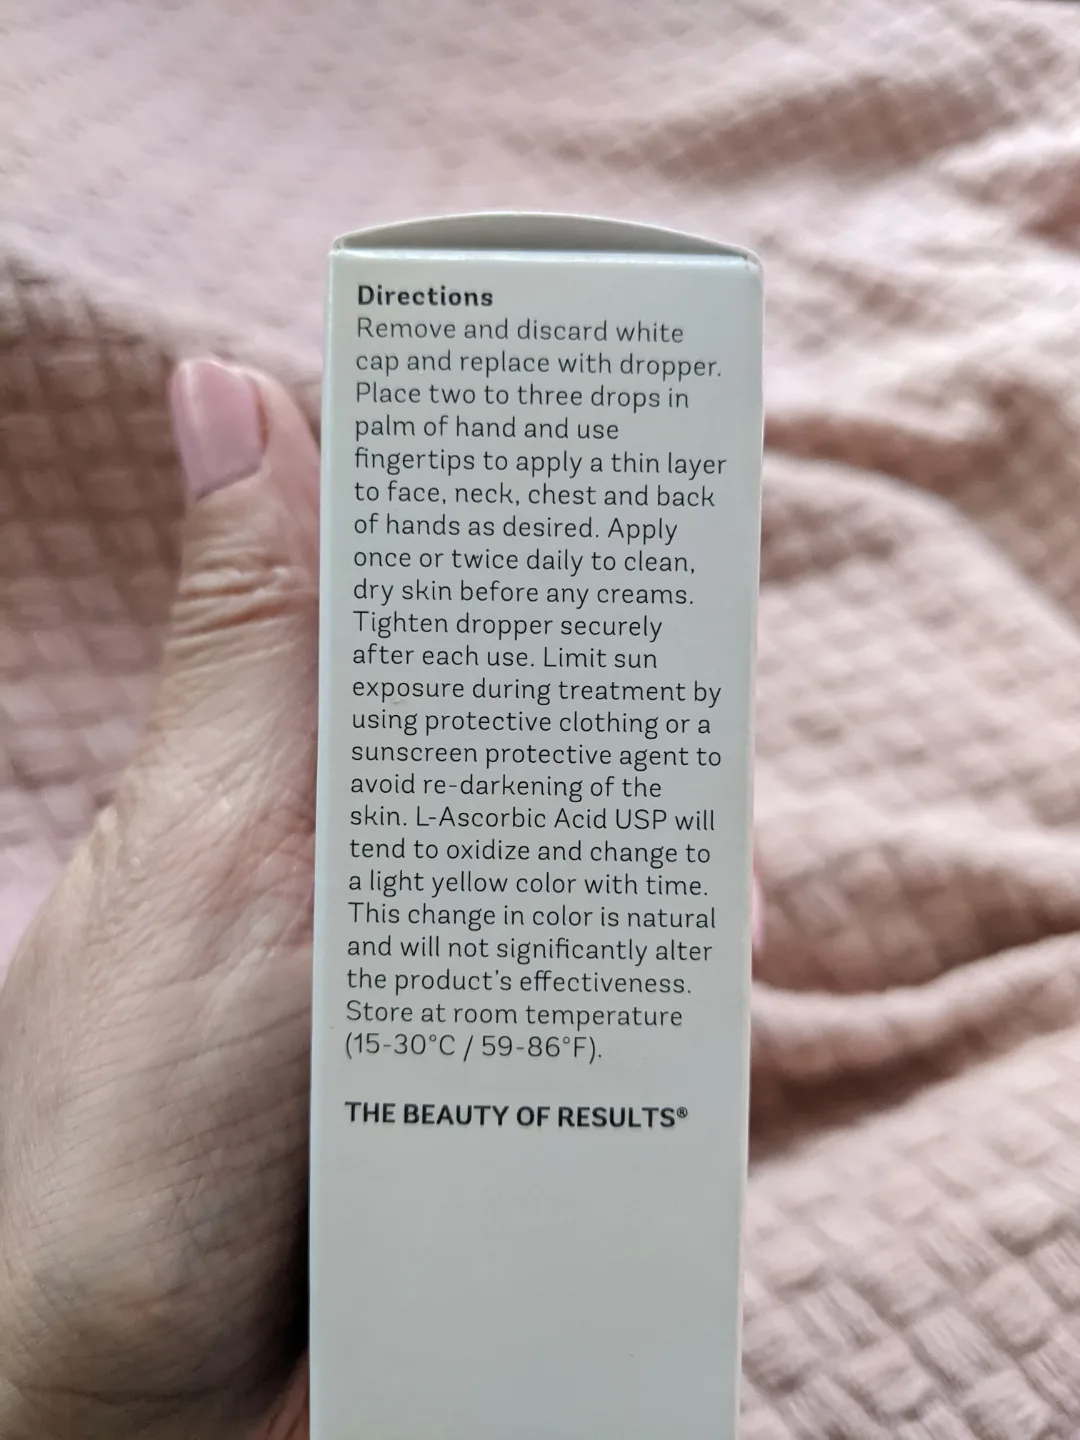 Directions
Remove and discard white
cap and replace with dropper.
Place two to three drops in
palm of hand and use
fingertips to apply a thin layer
to face, neck, chest and back
of hands as desired. Apply
once or twice daily to clean,
dry skin before any creams.
Tighten dropper securely
after each use. Limit sun
exposure during treatment by
using protective clothing or a
sunscreen protective agent to
avoid re-darkening of the
skin. L-Ascorbic Acid USP will
tend to oxidize and change to
a light yellow color with time.
This change in color is natural
and will not significantly alter
the product's effectiveness.
Store at room temperature
(15-30°C / 59-86°F).
THE BEAUTY OF RESULTS®